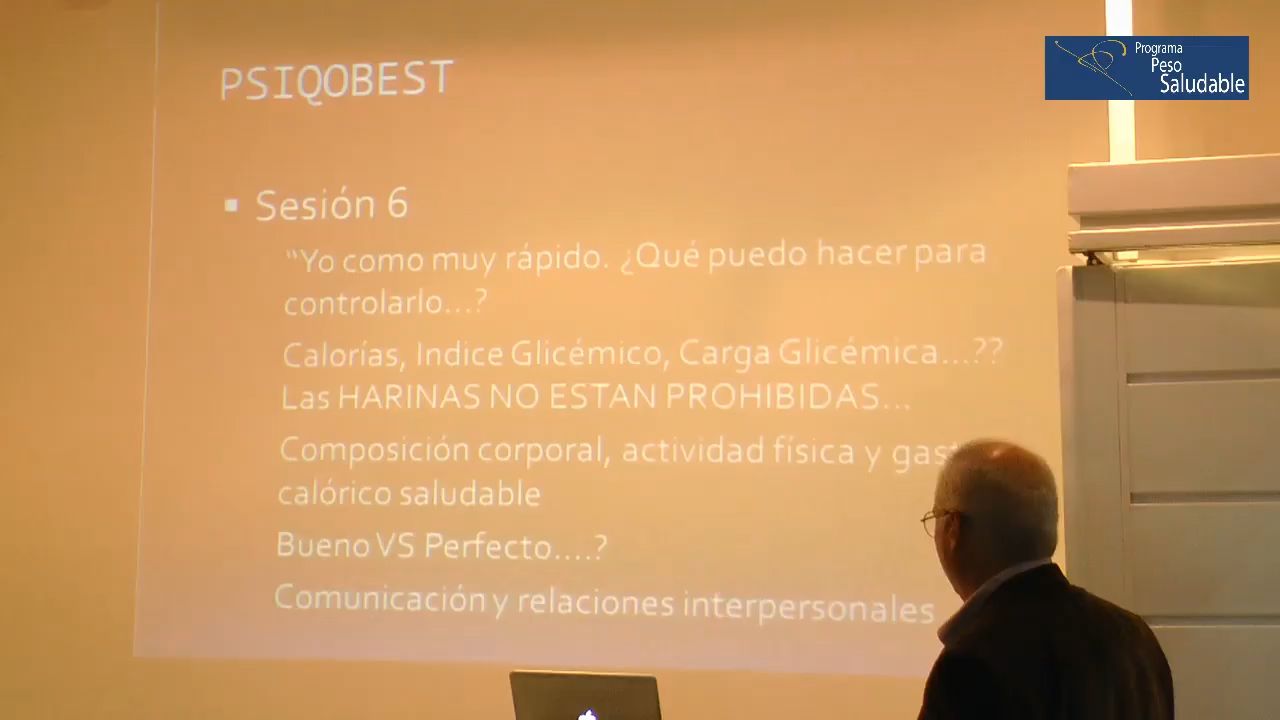 PSIQOBEST
Programa
Peso
Saludable
Sesión 6
“Yo como muy rápido. ¿Qué puedo hacer para
controlarlo...?
Calorías, Indice Glicémico, Carga Glicémica...??
Las HARINAS NO ESTAN PROHIBIDAS...
Composición corporal, actividad física y
calórico saludable
Bueno VS Perfecto....?
Comunicación y relaciones interpersonales